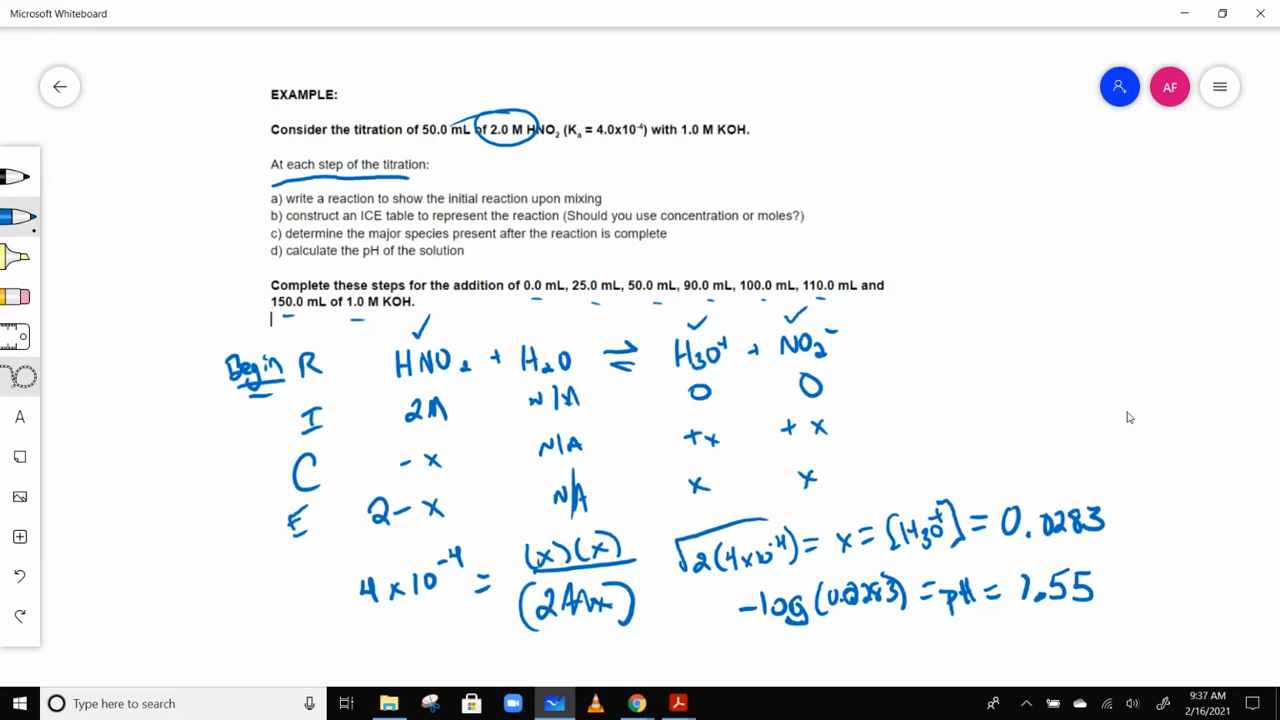 Microsoft Whiteboard
AF
EXAMPLE:
Consider the titration of 50.0 mL of 2.0 M HNO₂ (Kₐ = 4.0x10⁻⁴) with 1.0 M KOH.
At each step of the titration:
a) write a reaction to show the initial reaction upon mixing
b) construct an ICE table to represent the reaction (Should you use concentration or moles?)
c) determine the major species present after the reaction is complete
d) calculate the pH of the solution
Complete these steps for the addition of 0.0 mL, 25.0 mL, 50.0 mL, 90.0 mL, 100.0 mL, 110.0 mL and
150.0 mL of 1.0 M KOH.
Begin R HNO₂ + H₂O ⇌ H₃O⁺ + NO₂⁻
I 2M N/A 0 0
C -x N/A +x +x
E 2-x N/A x x
4x10⁻⁴ = (x)(x) √2(4x10⁻⁴) = x = [H₃O⁺] = 0.0283
-log(0.0283) = pH = 1.55
A
Type here to search
9:37 AM
2/16/2021